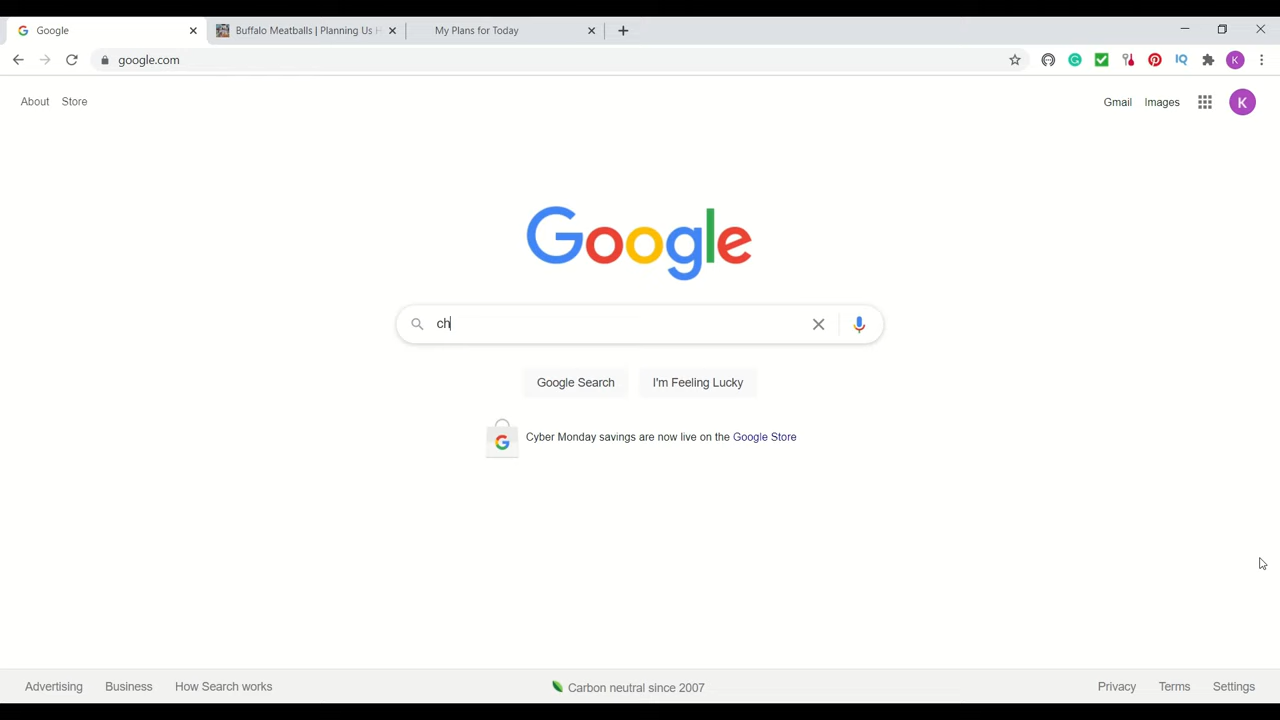 Google
Buffalo Meatballs | Planning Us H
My Plans for Today
google.com
IQ
K
About
Store
Gmail
Images
K
Google
ch
Google Search
I'm Feeling Lucky
G
Cyber Monday savings are now live on the Google Store
Advertising
Business
How Search works
Carbon neutral since 2007
Privacy
Terms
Settings